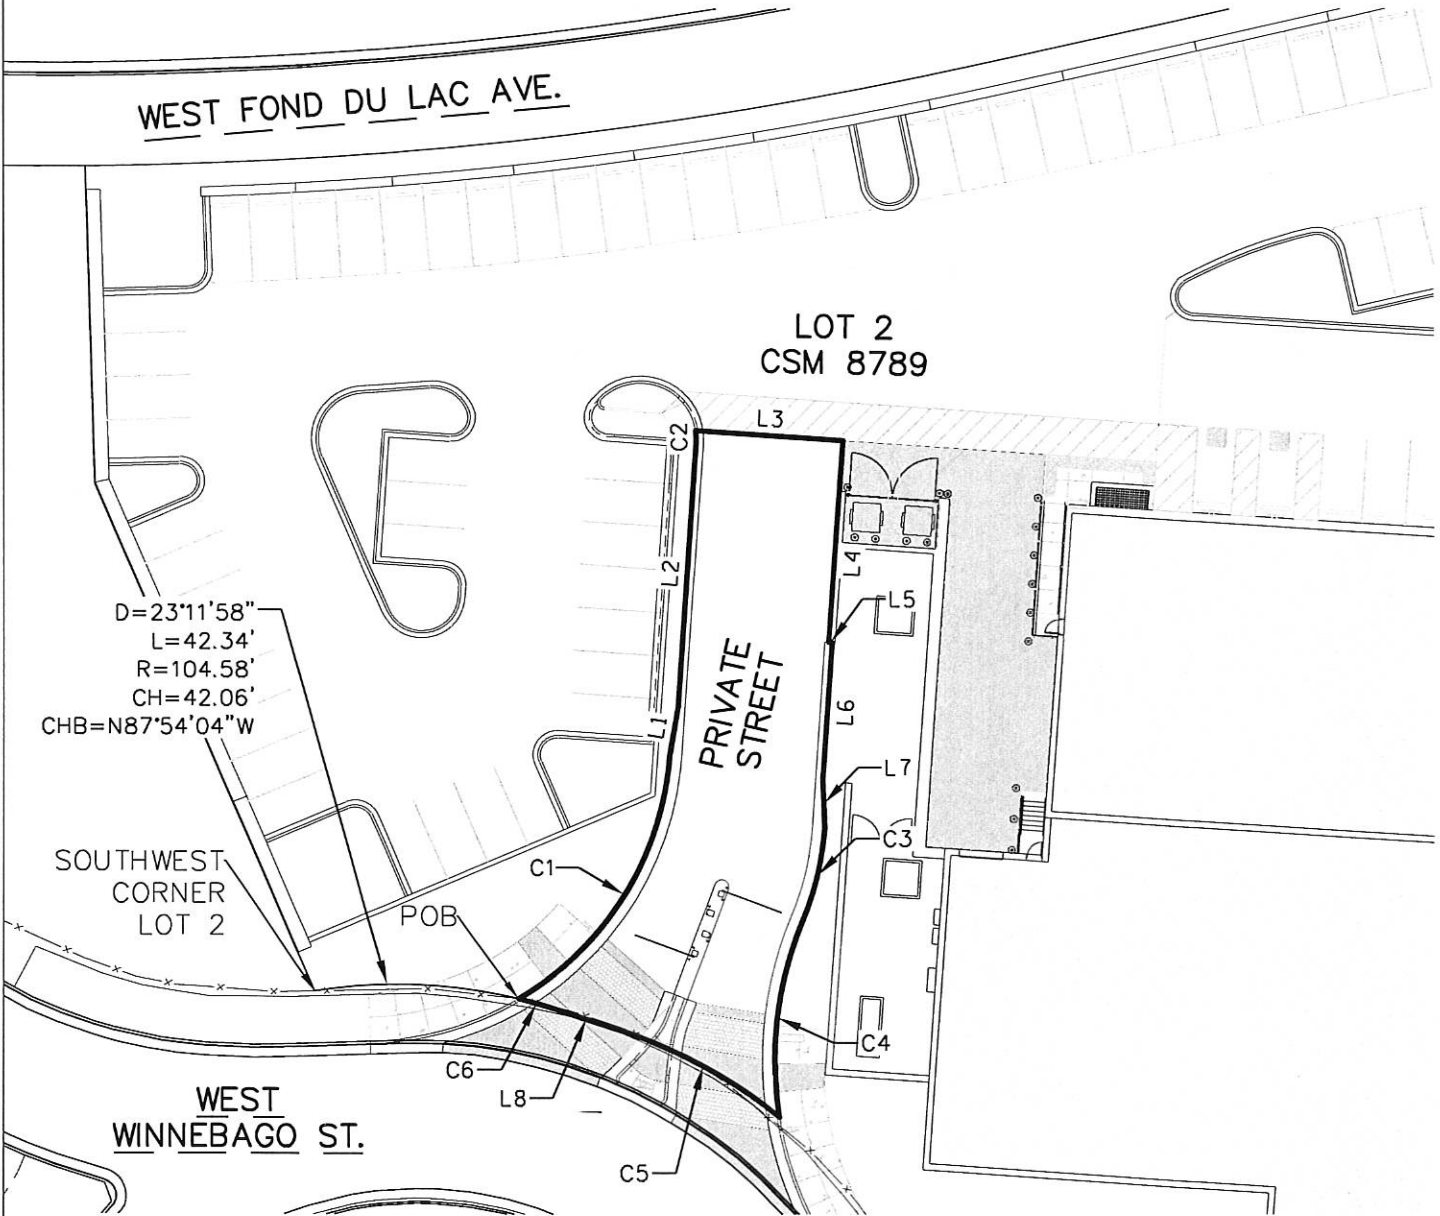 WEST FOND DU LAC AVE.
LOT 2
CSM 8789
L3
C2
L4
L2
L5
D=23°11'58"
L=42.34'
R=104.58'
CH=42.06'
CHB=N87°54'04"W
PRIVATE
STREET
L1
L6
L7
C3
SOUTHWEST
CORNER
LOT 2
C1
POB
C4
C6
L8
WEST
WINNEBAGO ST.
C5